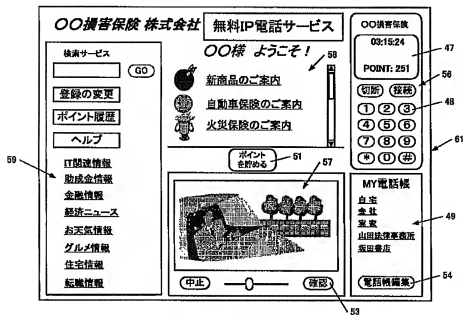 〇〇損害保険 株式会社
無料IP電話サービス
検索サービス
GO
登録の変更
ポイント履歴
ヘルプ
IT関連情報
助成金情報
金融情報
経済ニュース
お天気情報
グルメ情報
住宅情報
転職情報
59
〇〇様 ようこそ!
58
新商品のご案内
自動車保険のご案内
火災保険のご案内
ポイント
を貯める
51
57
中止
確認
53
〇〇損害保険
03:15:24
POINT: 251
47
切断 接続
56
1 2 3
48
4 5 6
7 8 9
* 0 #
61
MY電話帳
自宅
会社
実家
山田法律事務所
坂田書店
49
電話帳編集
54